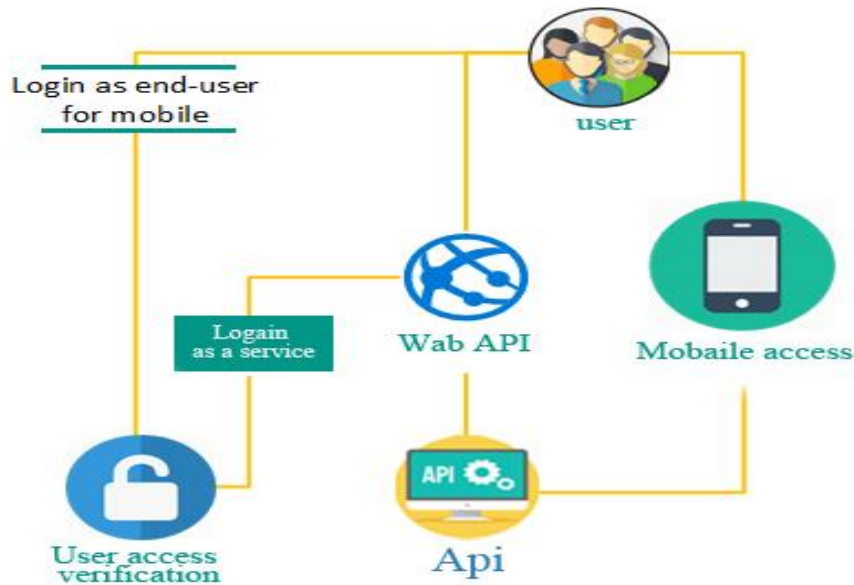 Login as end-user
for mobile
user
Logain
as a service
Wab API
Mobaile access
API
User access
verification
Api